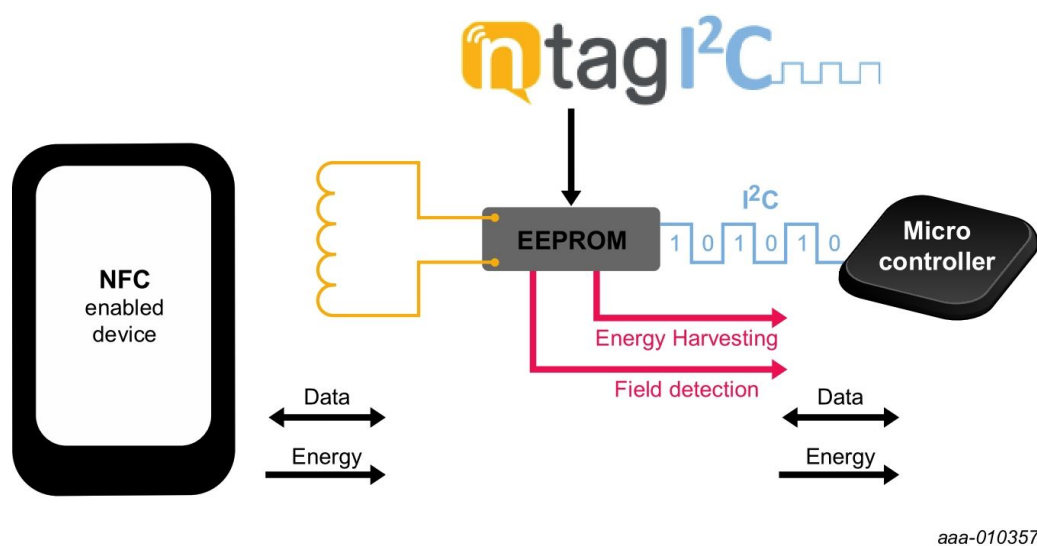 ntagI²C
I²C
EEPROM
1 0 1 0 1 0
Micro
controller
NFC
enabled
device
Energy Harvesting
Field detection
Data
Data
Energy
Energy
aaa-010357